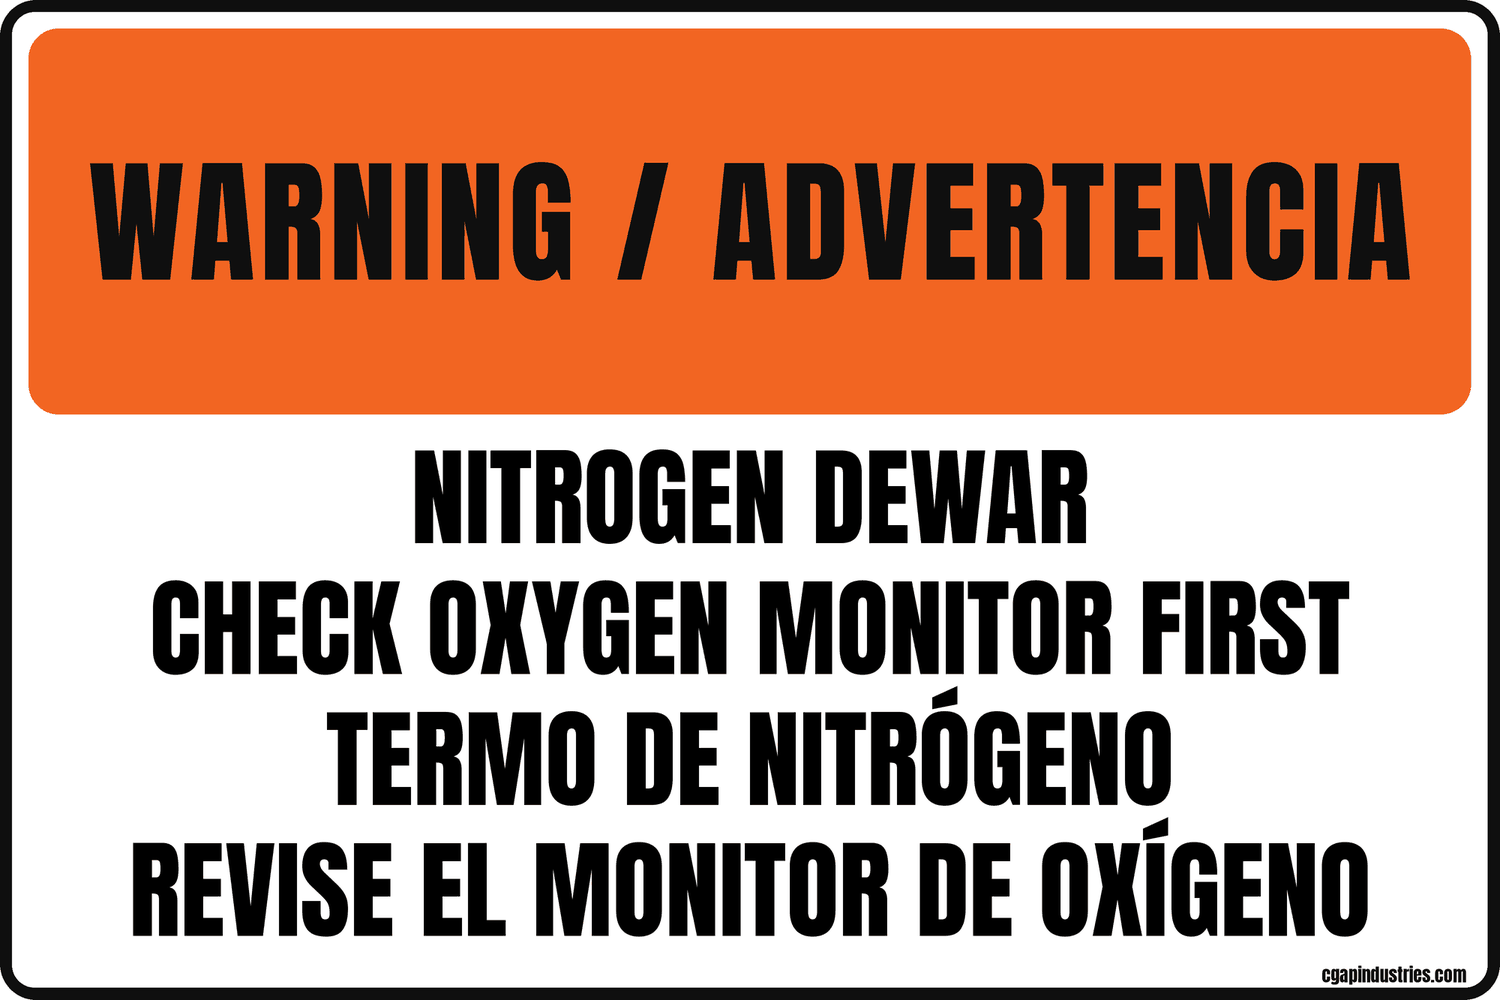 WARNING / ADVERTENCIA
NITROGEN DEWAR
CHECK OXYGEN MONITOR FIRST
TERMO DE NITRÓGENO
REVISE EL MONITOR DE OXÍGENO
cgapindustries.com